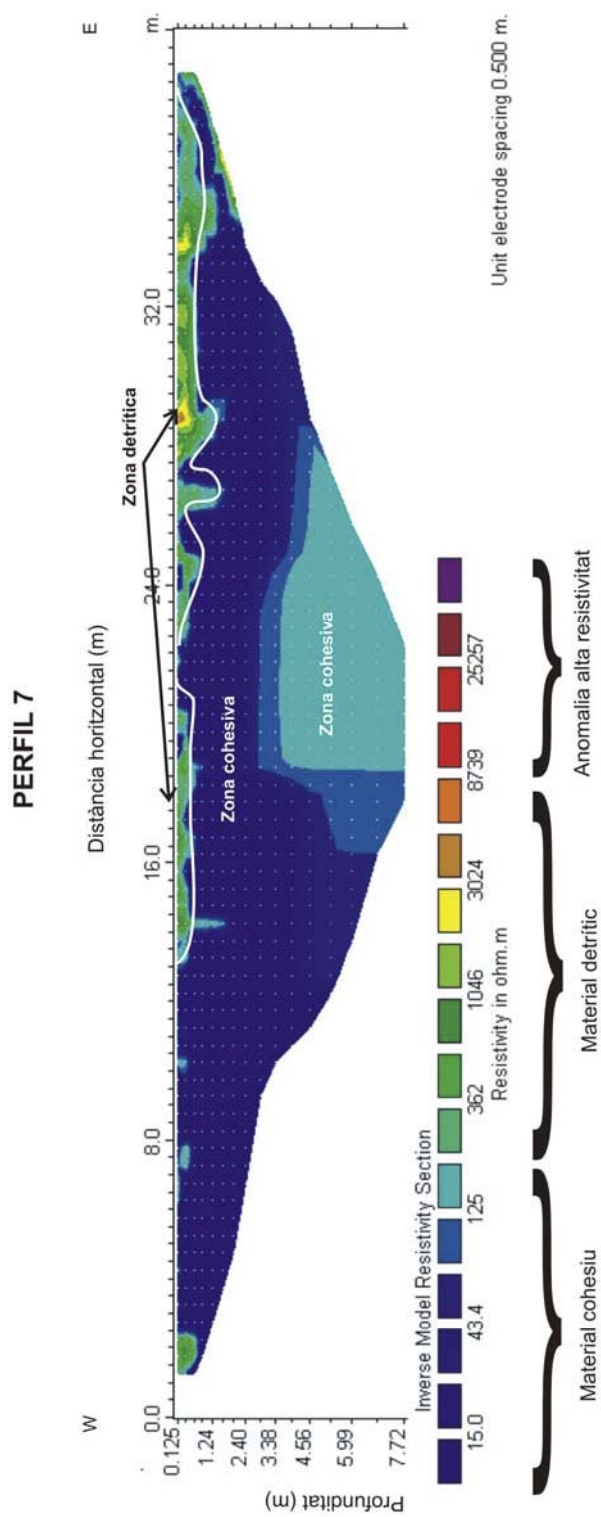 PERFIL 7
W
Distància horitzontal (m)
E
Zona detrítica
0.0 8.0 16.0 24.0 32.0 m.
0.125
1.24
2.40
3.38
4.56
5.99
7.72
Profunditat (m)
Zona cohesiva
Zona cohesiva
Inverse Model Resistivity Section
Unit electrode spacing 0.500 m.
15.0 43.4 125 362 1046 3024 8739 25257
Resistivity in ohm.m
Material cohesiu
Material detrític
Anomalia alta resistivitat